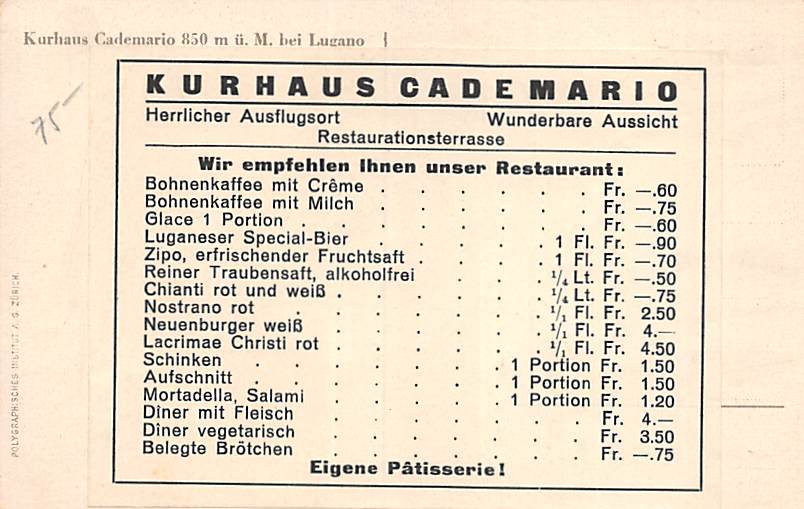 Kurhaus Cademario 850 m ü. M. bei Lugano
75–
KURHAUS CADEMARIO
Herrlicher Ausflugsort Wunderbare Aussicht
Restaurationsterrasse
Wir empfehlen Ihnen unser Restaurant:
Bohnenkaffee mit Crême . . . . . . Fr. —.60
Bohnenkaffee mit Milch . . . . . . Fr. —.75
Glace 1 Portion . . . . . . . Fr. —.60
Luganeser Special-Bier . . . . . 1 Fl. Fr. —.90
Zipo, erfrischender Fruchtsaft . . . . 1 Fl. Fr. —.70
Reiner Traubensaft, alkoholfrei . . . ¼ Lt. Fr. —.50
Chianti rot und weiß . . . . . ¼ Lt. Fr. —.75
Nostrano rot . . . . . . 1/1 Fl. Fr. 2.50
Neuenburger weiß . . . . . 1/1 Fl. Fr. 4.—
Lacrimae Christi rot . . . . . 1/1 Fl. Fr. 4.50
Schinken . . . . . . . 1 Portion Fr. 1.50
Aufschnitt . . . . . . . 1 Portion Fr. 1.50
Mortadella, Salami . . . . . 1 Portion Fr. 1.20
Dîner mit Fleisch . . . . . . . Fr. 4.—
Dîner vegetarisch . . . . . . . Fr. 3.50
Belegte Brötchen . . . . . . . Fr. —.75
Eigene Pâtisserie!
POLYGRAPHISCHES INSTITUT A. G. ZÜRICH.